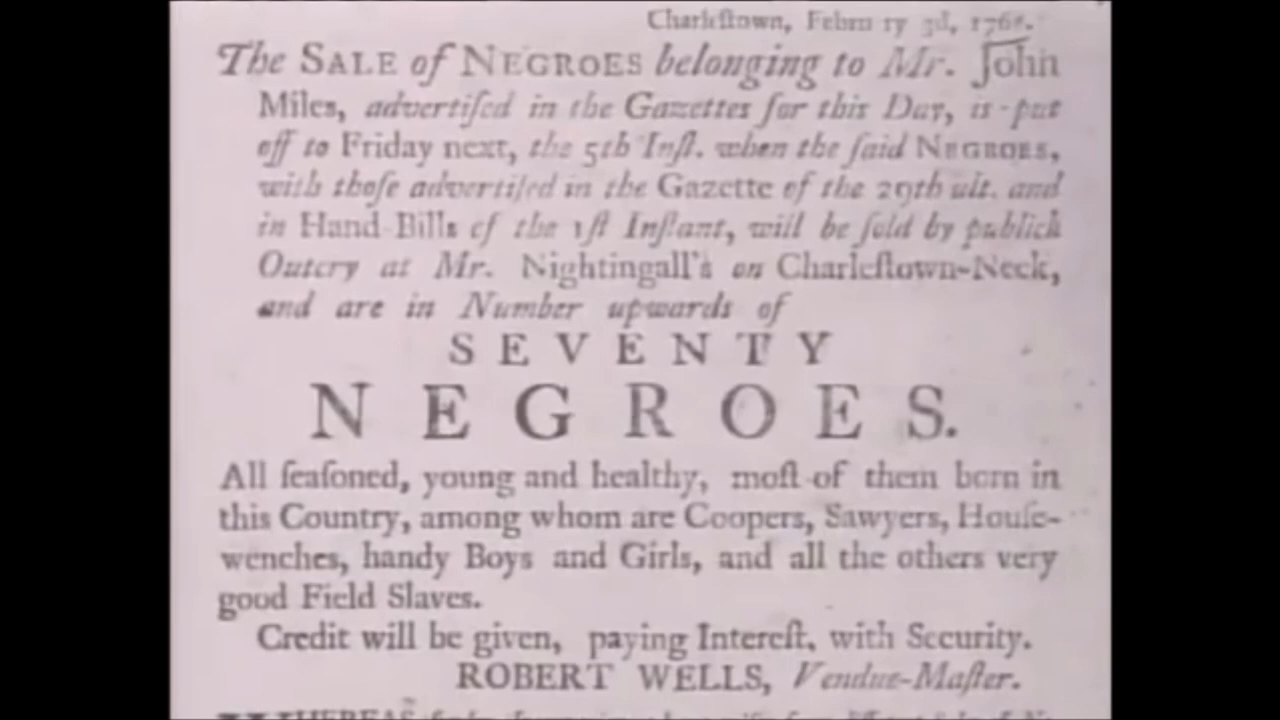 Charleſtown, Febru ry 3d, 176
The SALE of NEGROES belonging to Mr. John
Miles, advertiſed in the Gazettes for this Day, is put
off to Friday next, the 5th Inſt. when the ſaid NEGROES,
with thoſe advertiſed in the Gazette of the 29th ult. and
in Hand-Bills of the 1ſt Inſtant, will be ſold by publick
Outcry at Mr. Nightingall's on Charleſtown-Neck,
and are in Number upwards of
SEVENTY
NEGROES.
All ſeaſoned, young and healthy, moſt of them born in
this Country, among whom are Coopers, Sawyers, Houſe-
wenches, handy Boys and Girls, and all the others very
good Field Slaves.
Credit will be given, paying Intereſt, with Security.
ROBERT WELLS, Vendue-Maſter.
WHEREAS